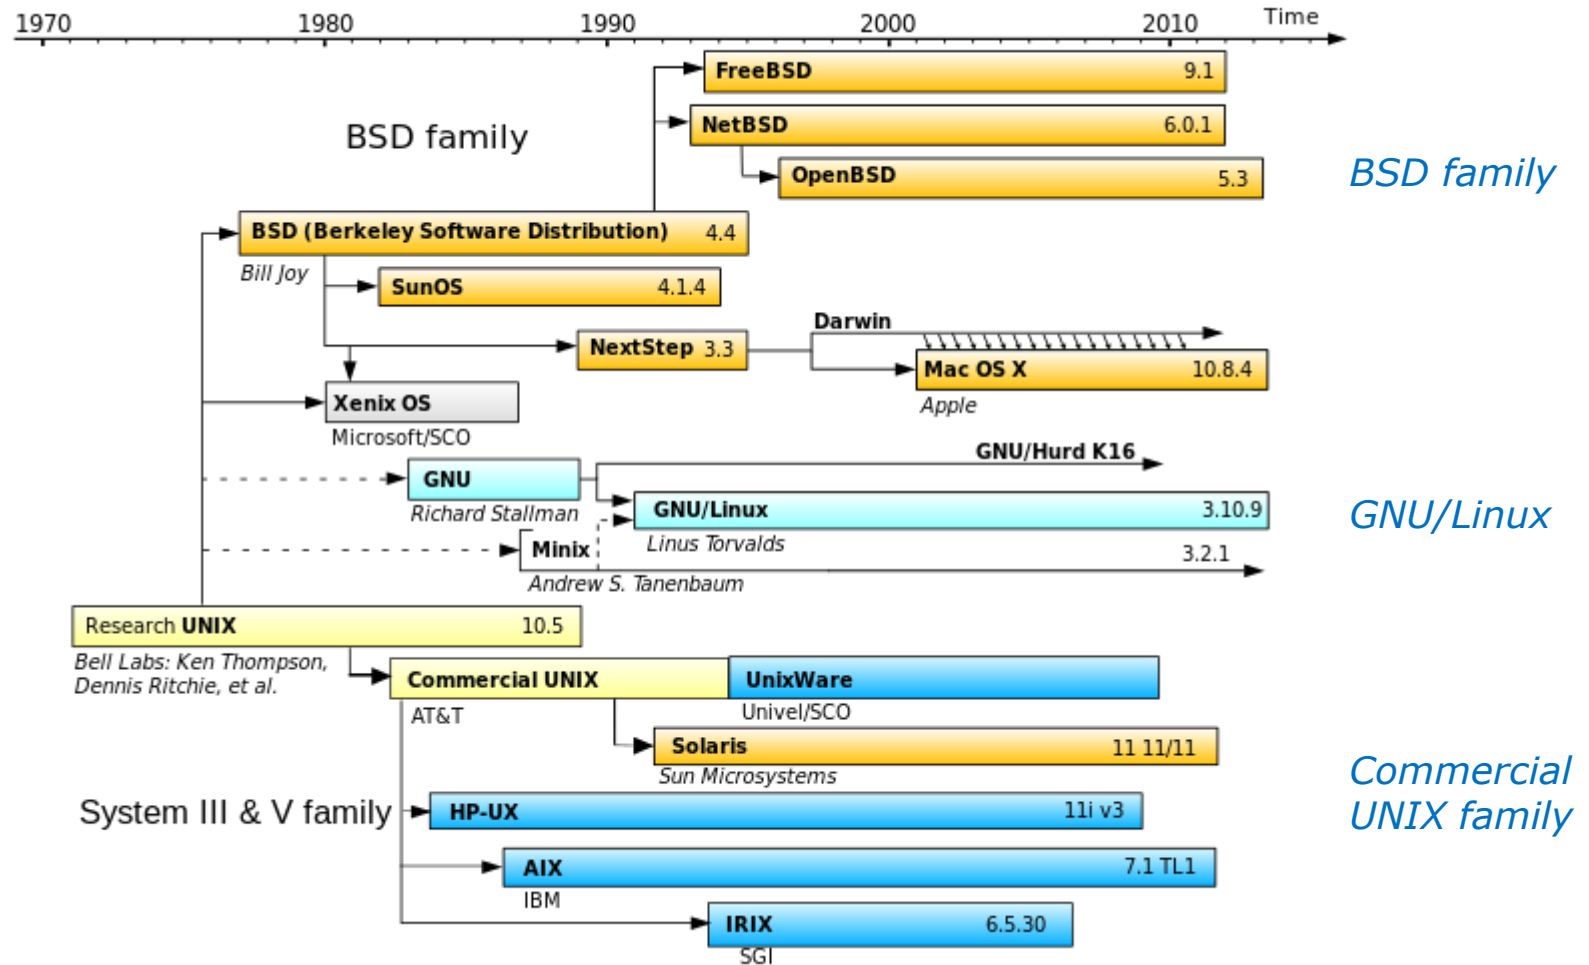 1970 1980 1990 2000 2010 Time
FreeBSD 9.1
NetBSD 6.0.1
BSD family
OpenBSD 5.3
BSD family
BSD (Berkeley Software Distribution) 4.4
Bill Joy
SunOS 4.1.4
Darwin
NextStep 3.3
Mac OS X 10.8.4
Apple
Xenix OS
Microsoft/SCO
GNU/Hurd K16
GNU
Richard Stallman
GNU/Linux 3.10.9
GNU/Linux
Linus Torvalds
Minix 3.2.1
Andrew S. Tanenbaum
Research UNIX 10.5
Bell Labs: Ken Thompson,
Dennis Ritchie, et al.
Commercial UNIX
UnixWare
AT&T
Univel/SCO
Solaris 11 11/11
Sun Microsystems
Commercial
UNIX family
System III & V family
HP-UX 11i v3
AIX 7.1 TL1
IBM
IRIX 6.5.30
SGI